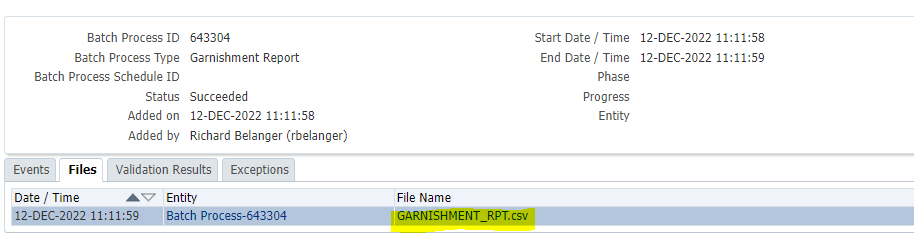 Batch Process ID 643304 Start Date / Time 12-DEC-2022 11:11:58
Batch Process Type Garnishment Report End Date / Time 12-DEC-2022 11:11:59
Batch Process Schedule ID Phase
Status Succeeded Progress
Added on 12-DEC-2022 11:11:58 Entity
Added by Richard Belanger (rbelanger)
Events Files Validation Results Exceptions
Date / Time Entity File Name
12-DEC-2022 11:11:59 Batch Process-643304 GARNISHMENT_RPT.csv